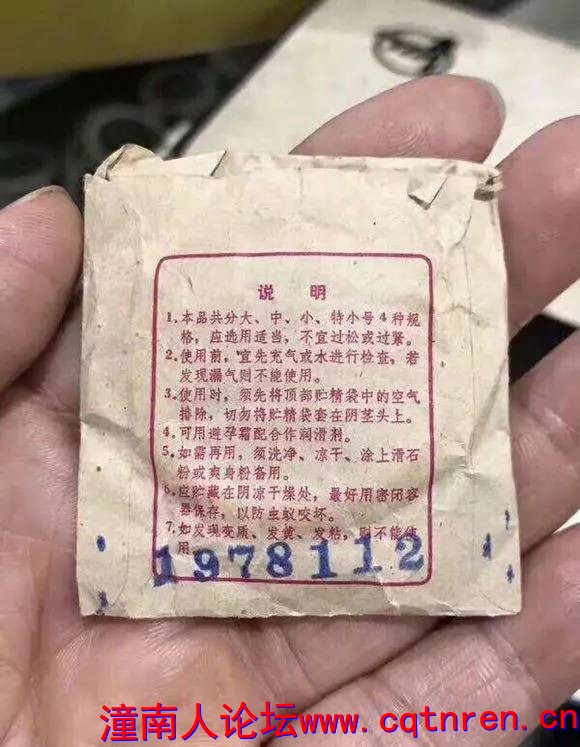 说 明
1.本品共分大、中、小、特小号4种规
格，应选用适当，不宜过松或过紧。
2.使用前，宜先充气或水进行检查，若
发现漏气则不能使用。
3.使用时，须先将顶部贮精袋中的空气
排除，切勿将贮精袋套在阴茎头上。
4.可用避孕霜配合作润滑剂。
5.如需再用，须洗净、凉干、涂上滑石
粉或爽身粉备用。
6.应贮藏在阴凉干燥处，最好用密闭容
器保存，以防虫蚁咬坏。
7.如发现变质、发黄、发粘，则不能使
用。
1978112
潼南人论坛www.cqtnren.cn